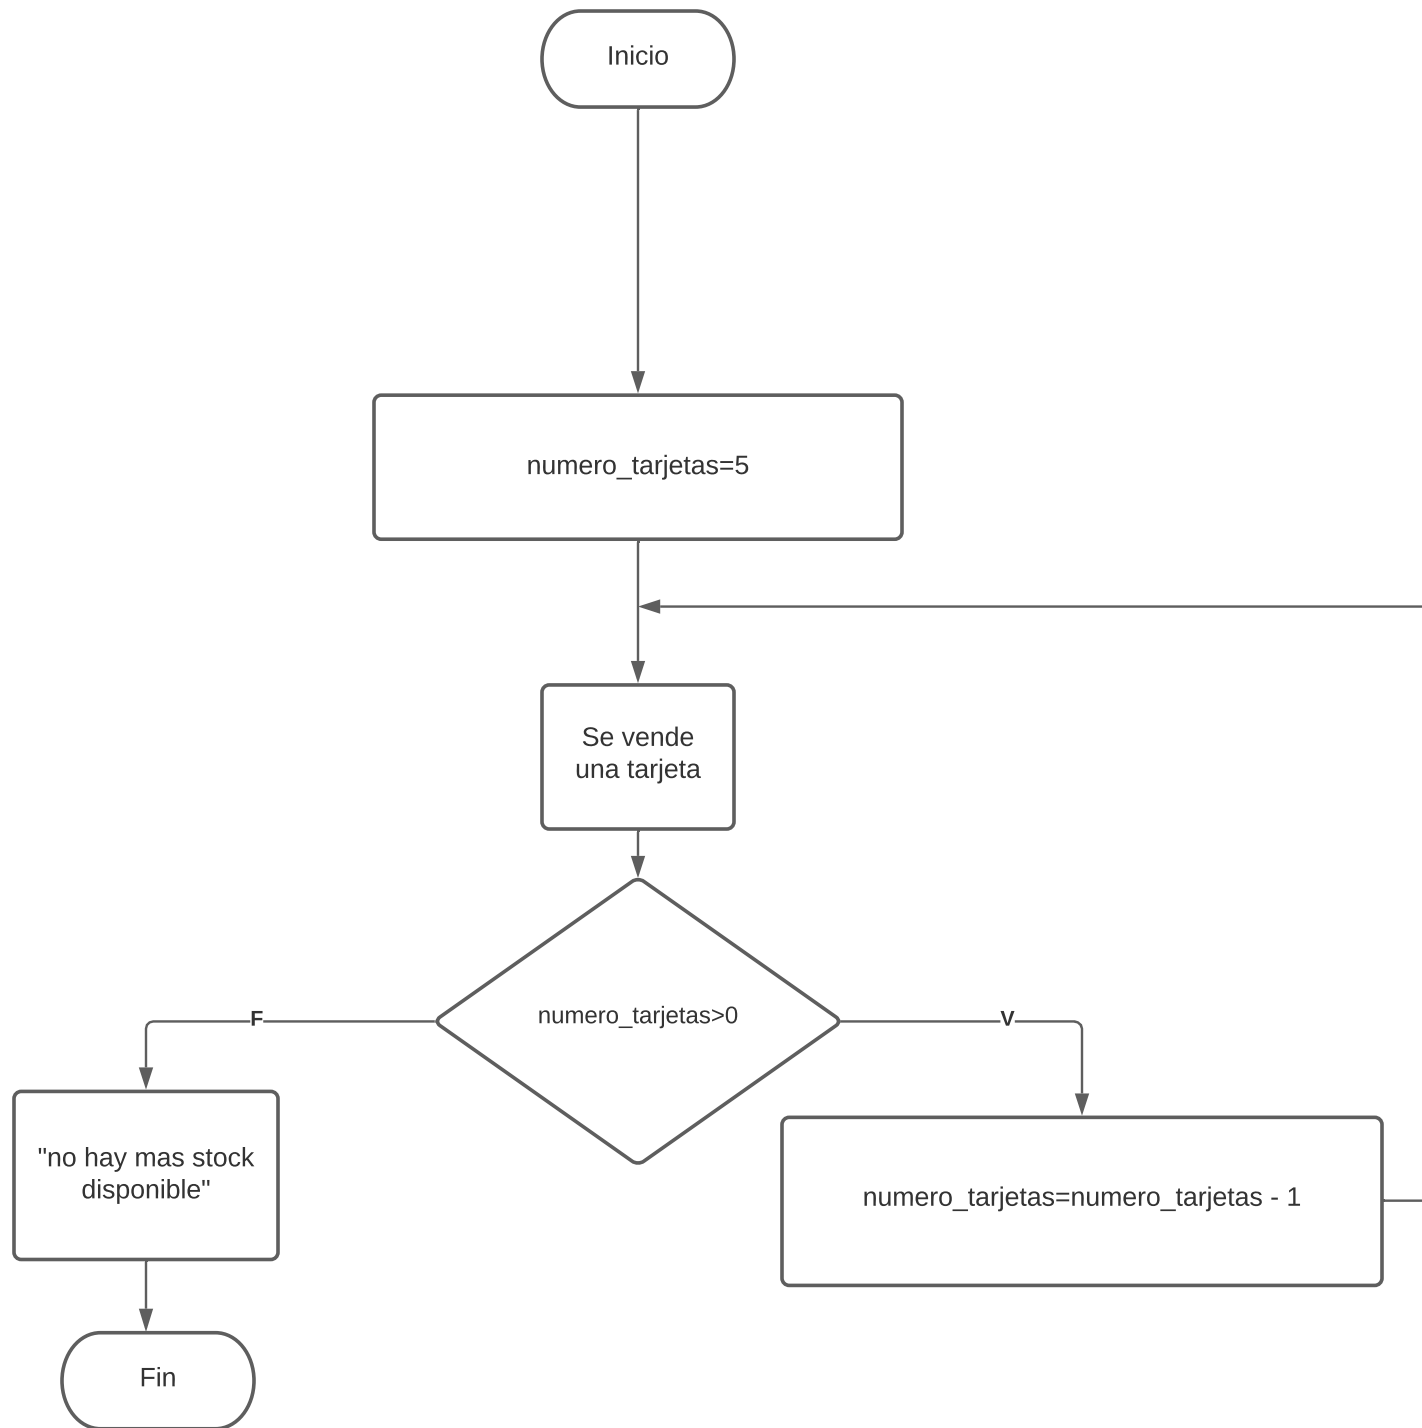 Inicio
numero_tarjetas=5
Se vende
una tarjeta
numero_tarjetas>0
F
V
"no hay mas stock
disponible"
numero_tarjetas=numero_tarjetas - 1
Fin